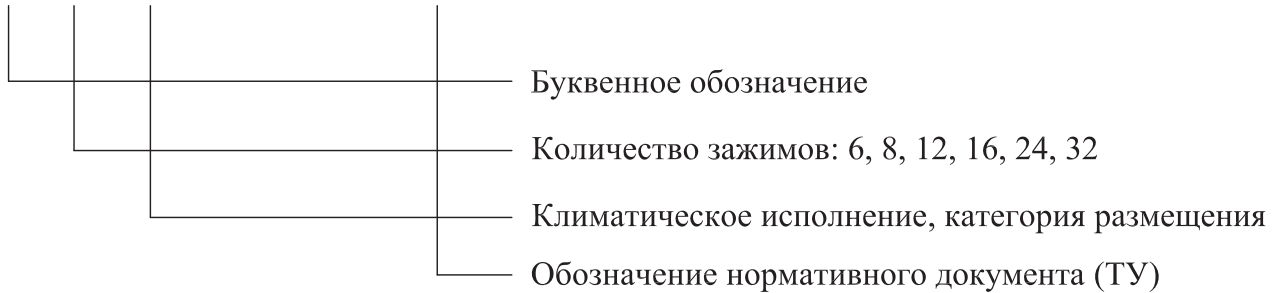 Буквенное обозначение
Количество зажимов: 6, 8, 12, 16, 24, 32
Климатическое исполнение, категория размещения
Обозначение нормативного документа (ТУ)